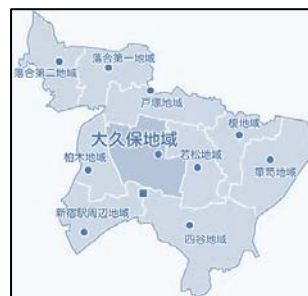 落合第一地域
落合第二地域
戸塚地域
榎地域
大久保地域
柏木地域
若松地域
箪笥地域
新宿駅周辺地域
四谷地域